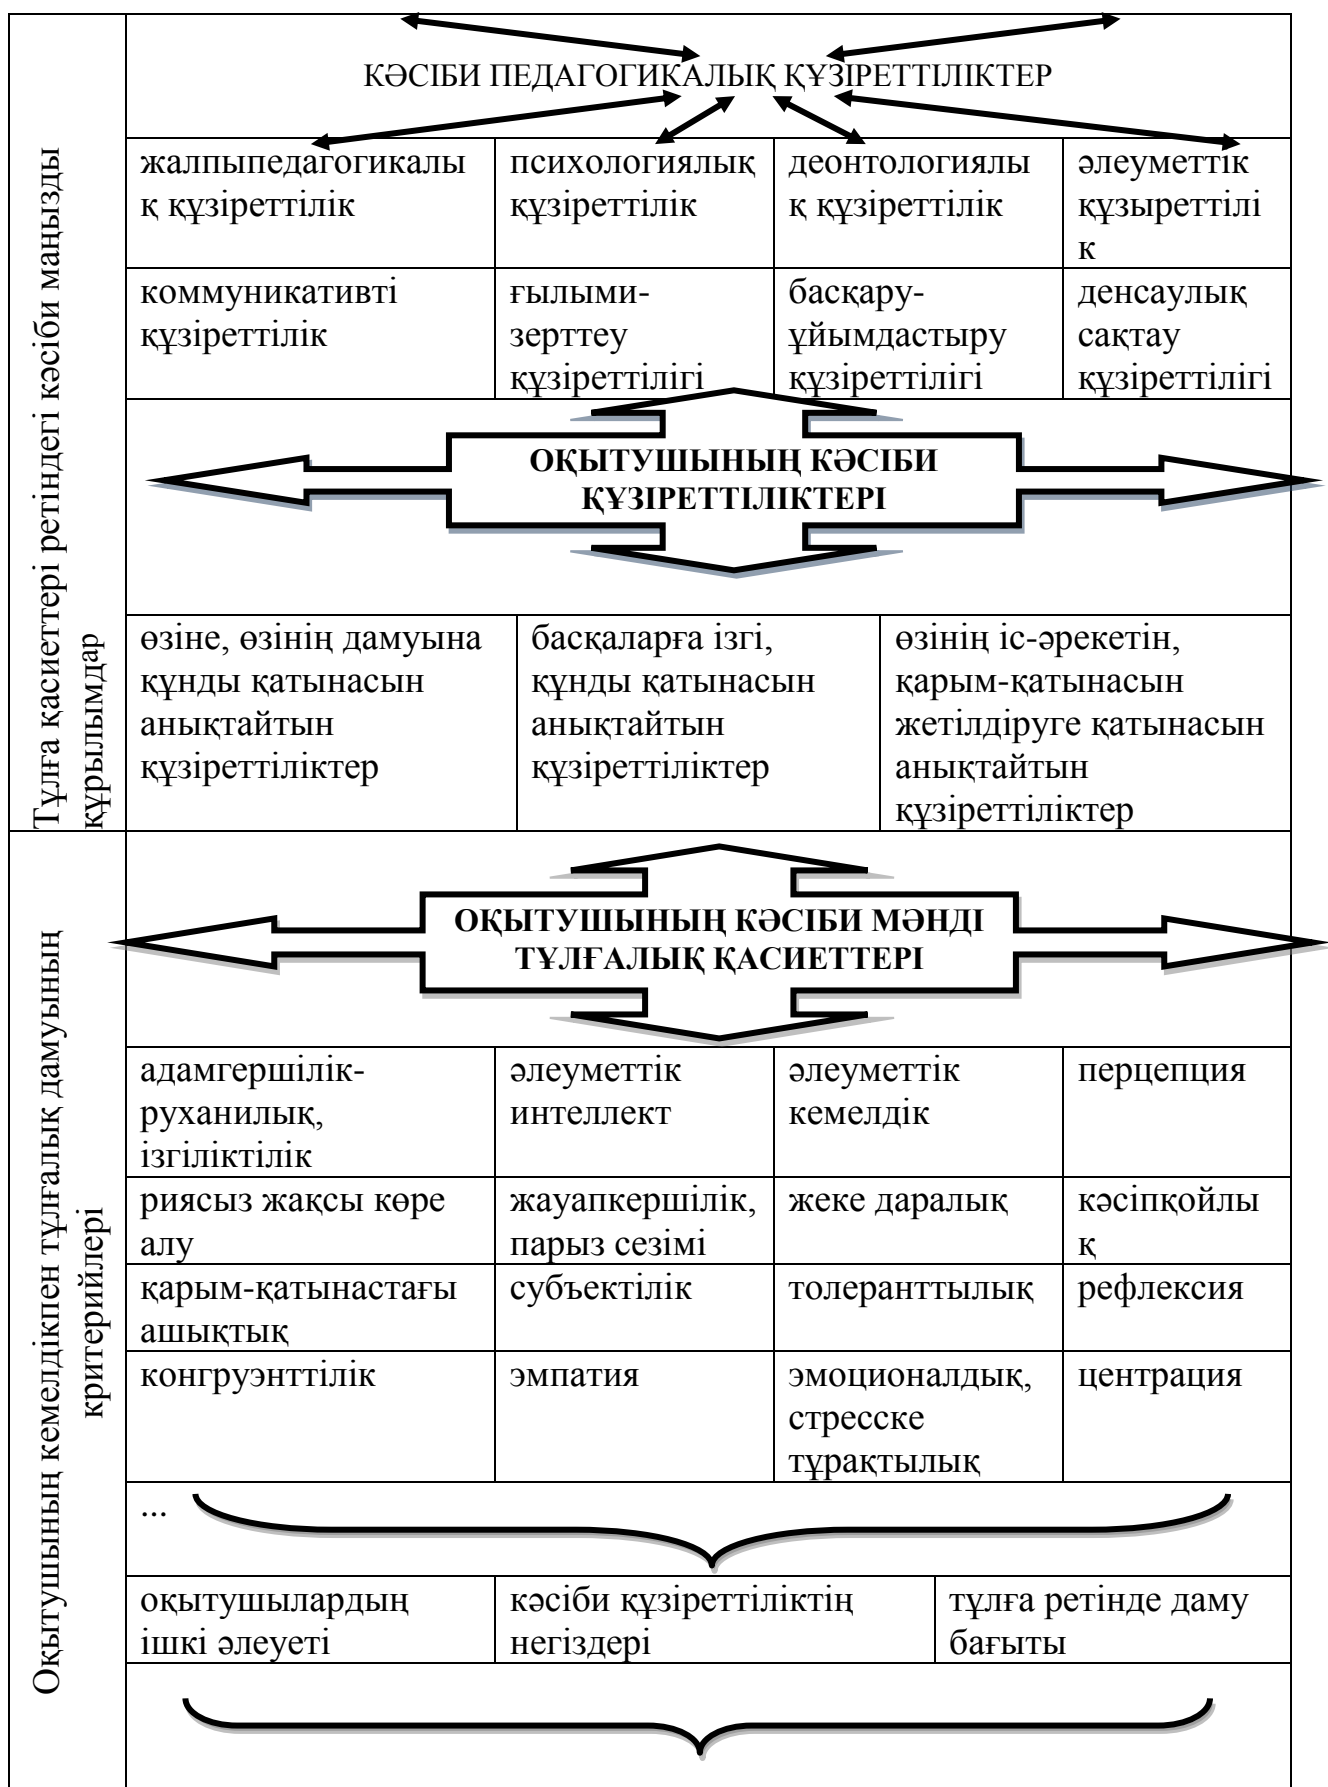 КӘСІБИ ПЕДАГОГИКАЛЫҚ ҚҰЗІРЕТТІЛІКТЕР
жалпыпедагогикалы
қ құзіреттілік
психологиялық
құзіреттілік
деонтологиялы
қ құзіреттілік
әлеуметтік
құзыреттілі
к
коммуникативті
құзіреттілік
ғылыми-
зерттеу
құзіреттілігі
басқару-
ұйымдастыру
құзіреттілігі
денсаулық
сақтау
құзіреттілігі
ОҚЫТУШЫНЫҢ КӘСІБИ
ҚҰЗІРЕТТІЛІКТЕРІ
өзіне, өзінің дамуына
құнды қатынасын
анықтайтын
құзіреттіліктер
басқаларға ізгі,
құнды қатынасын
анықтайтын
құзіреттіліктер
өзінің іс-әрекетін,
қарым-қатынасын
жетілдіруге қатынасын
анықтайтын
құзіреттіліктер
Тұлға қасиеттері ретіндегі кәсіби маңызды
құрылымдар
ОҚЫТУШЫНЫҢ КӘСІБИ МӘНДІ
ТҰЛҒАЛЫҚ ҚАСИЕТТЕРІ
адамгершілік-
руханилық,
ізгіліктілік
әлеуметтік
интеллект
әлеуметтік
кемелдік
перцепция
риясыз жақсы көре
алу
жауапкершілік,
парыз сезімі
жеке даралық
кәсіпқойлы
қ
қарым-қатынастағы
ашықтық
субъектілік
толеранттылық
рефлексия
конгруэнттілік
эмпатия
эмоционалдық,
стресске
тұрақтылық
центрация
...
оқытушылардың
ішкі әлеуеті
кәсіби құзіреттіліктің
негіздері
тұлға ретінде даму
бағыты
Оқытушының кемелдікпен тұлғалық дамуының
критерийлері